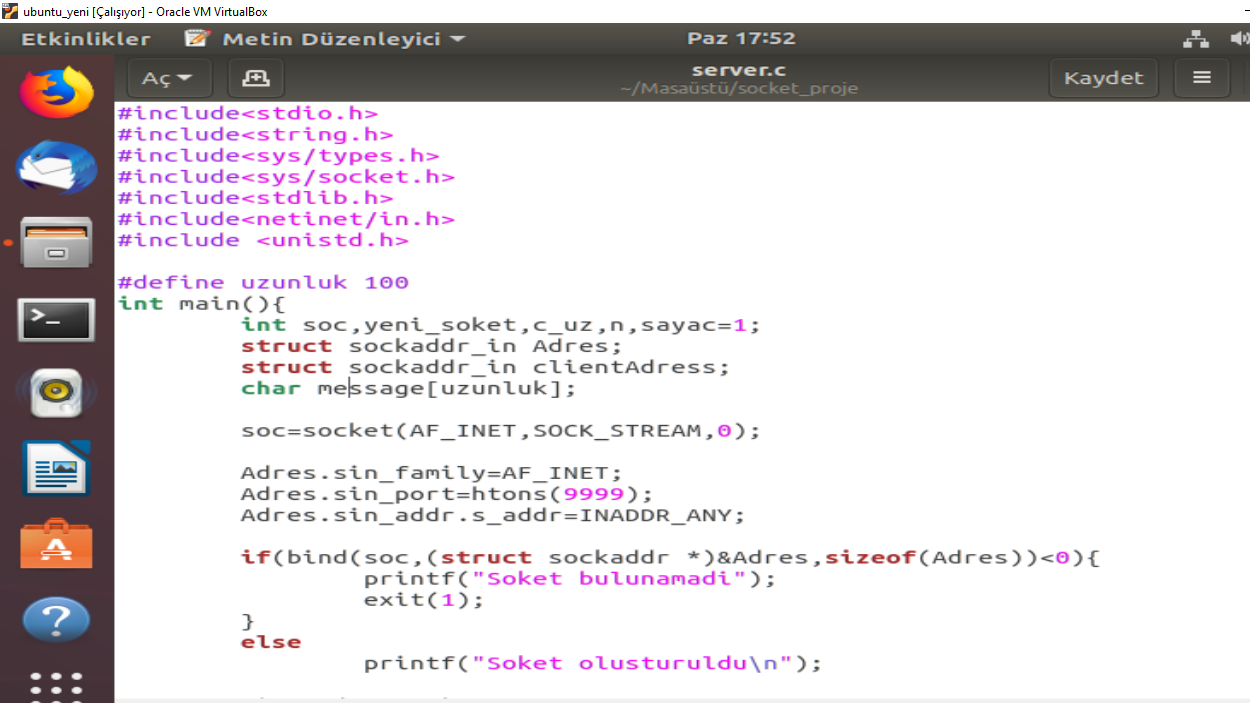 ubuntu_yeni [Çalışıyor] - Oracle VM VirtualBox
Etkinlikler Metin Düzenleyici Paz 17:52
Aç server.c Kaydet
~/Masaüstü/socket_proje
#include<stdio.h>
#include<string.h>
#include<sys/types.h>
#include<sys/socket.h>
#include<stdlib.h>
#include<netinet/in.h>
#include <unistd.h>
#define uzunluk 100
int main(){
int soc,yeni_soket,c_uz,n,sayac=1;
struct sockaddr_in Adres;
struct sockaddr_in clientAdress;
char message[uzunluk];
soc=socket(AF_INET,SOCK_STREAM,0);
Adres.sin_family=AF_INET;
Adres.sin_port=htons(9999);
Adres.sin_addr.s_addr=INADDR_ANY;
if(bind(soc,(struct sockaddr *)&Adres,sizeof(Adres))<0){
printf("Soket bulunamadi");
exit(1);
}
else
printf("Soket olusturuldu\n");